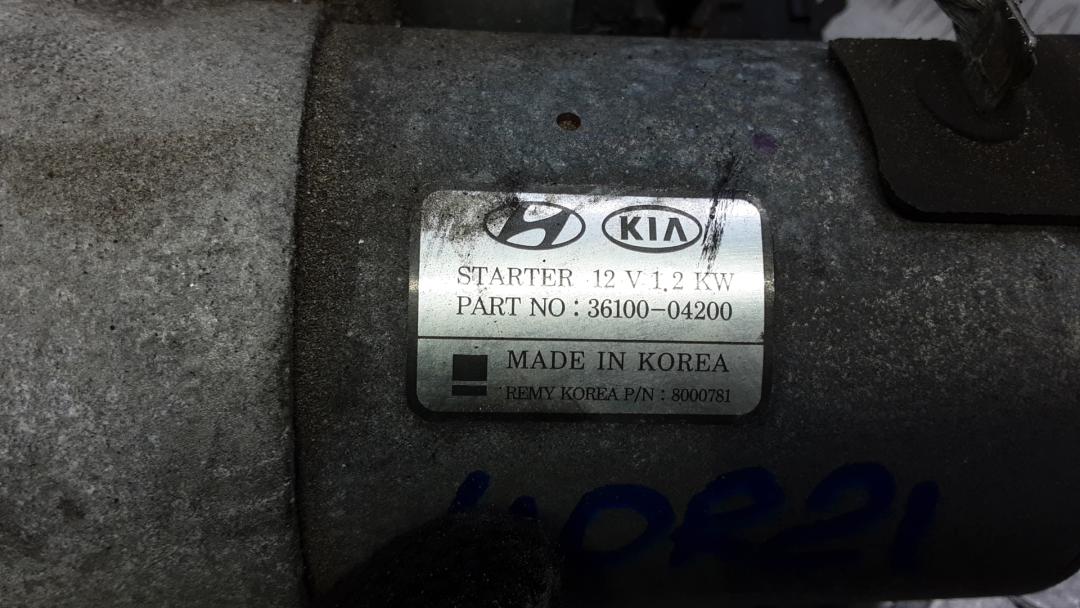 KIA
STARTER 12 V 1.2 KW
PART NO : 36100-04200
MADE IN KOREA
REMY KOREA P/N : 8000781